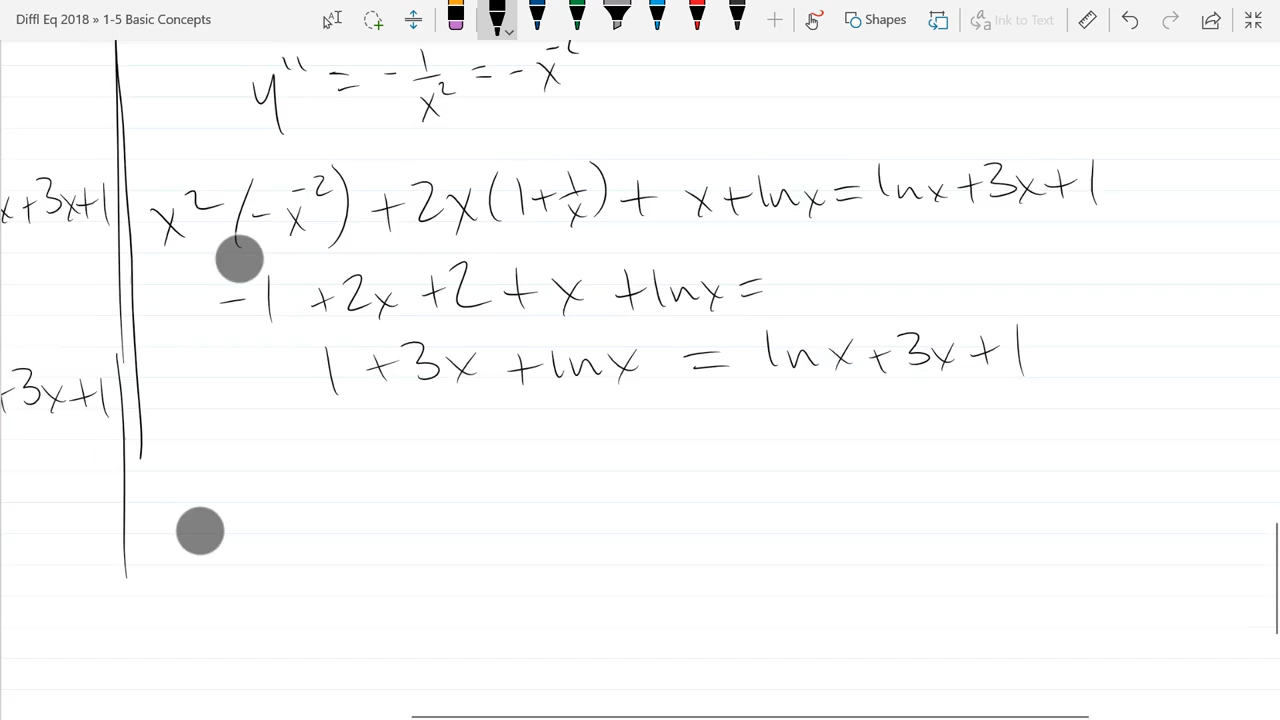 Diffl Eq 2018 » 1-5 Basic Concepts
Shapes
Ink to Text
y'' = - 1/x² = - x⁻²
x+3x+1
x²(-x⁻²) + 2x(1+1/x) + x+lnx = lnx+3x+1
-1 +2x +2 + x +lnx =
1 +3x +lnx = lnx+3x+1
+3x+1